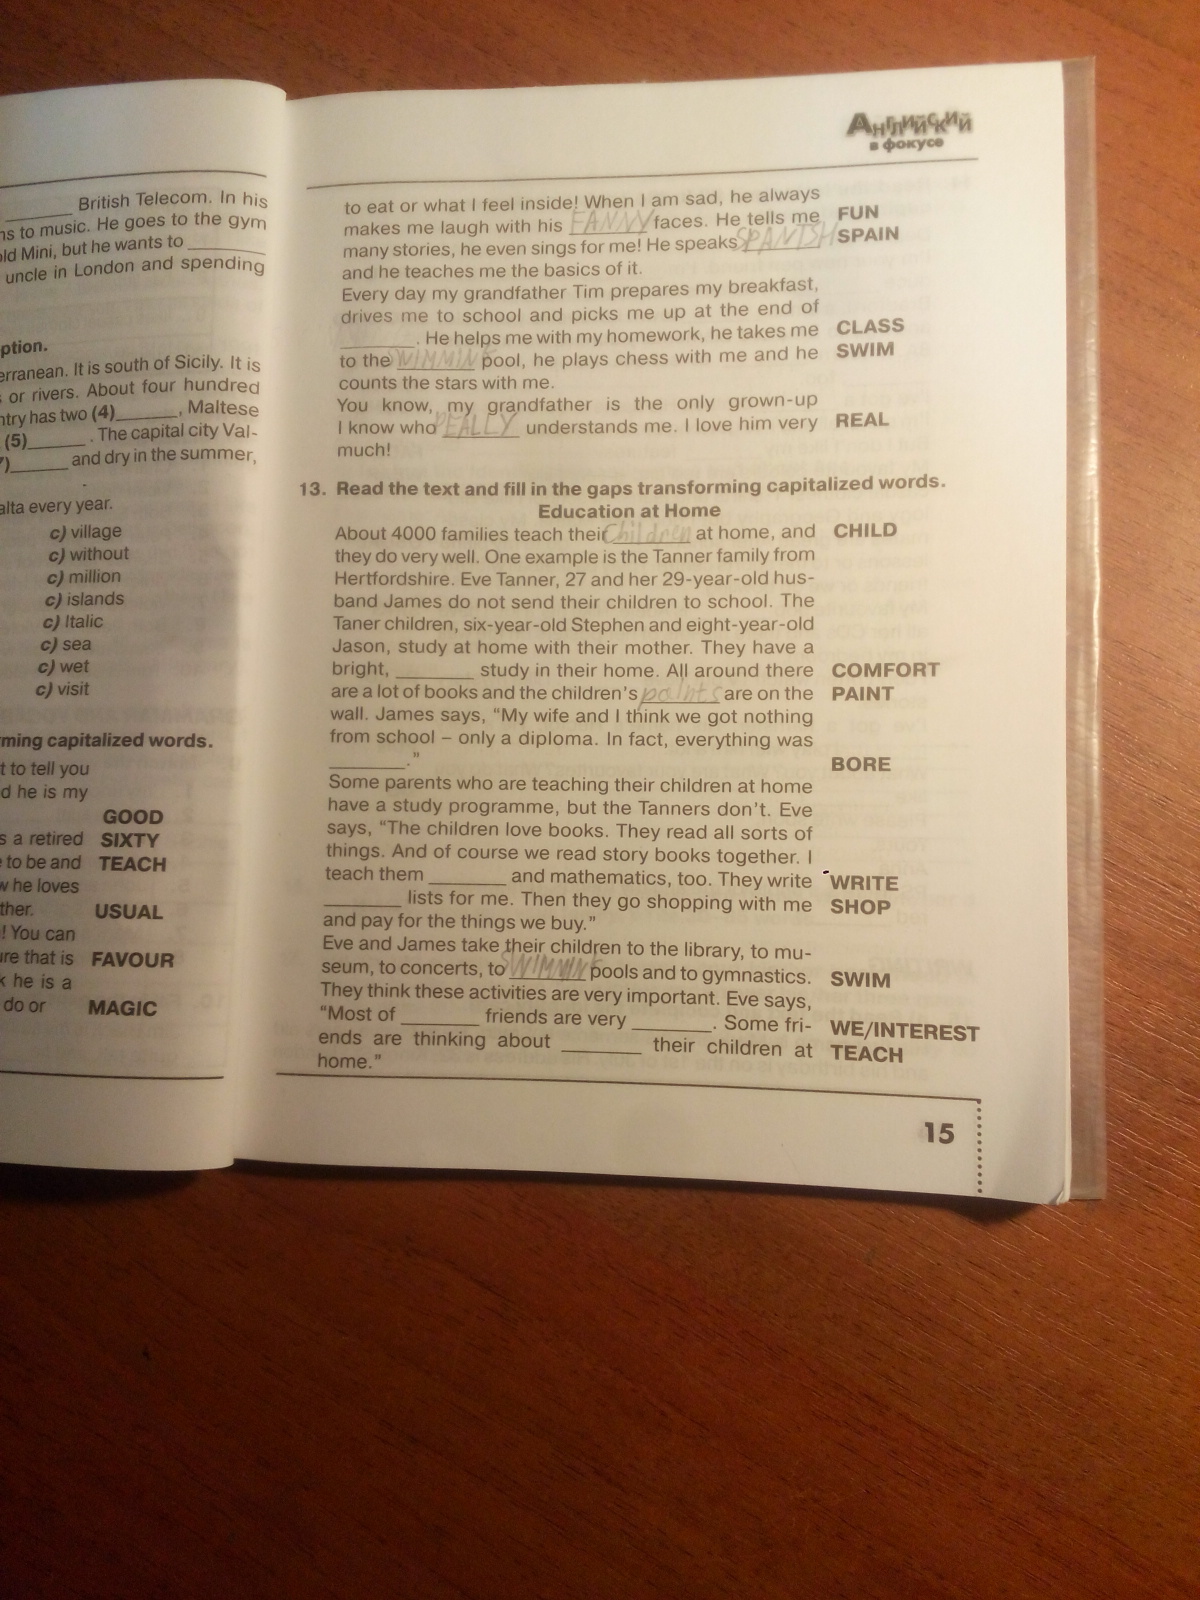 British Telecom. In his
ns to music. He goes to the gym
old Mini, but he wants to
uncle in London and spending
ption.
erranean. It is south of Sicily. It is
s or rivers. About four hundred
ntry has two (4)______, Maltese
(5)______ . The capital city Val-
7)______ and dry in the summer,
alta every year.
c) village
c) without
c) million
c) islands
c) Italic
c) sea
c) wet
c) visit
ming capitalized words.
t to tell you
d he is my
GOOD
s a retired SIXTY
e to be and TEACH
w he loves
ther. USUAL
! You can
ure that is FAVOUR
k he is a
do or MAGIC
Английский
в фокусе
to eat or what I feel inside! When I am sad, he always
makes me laugh with his FANNY faces. He tells me FUN
many stories, he even sings for me! He speaks SPANISH SPAIN
and he teaches me the basics of it.
Every day my grandfather Tim prepares my breakfast,
drives me to school and picks me up at the end of
______. He helps me with my homework, he takes me CLASS
to the SWIMMING pool, he plays chess with me and he SWIM
counts the stars with me.
You know, my grandfather is the only grown-up
I know who REALLY understands me. I love him very REAL
much!
13. Read the text and fill in the gaps transforming capitalized words.
Education at Home
About 4000 families teach their Children at home, and CHILD
they do very well. One example is the Tanner family from
Hertfordshire. Eve Tanner, 27 and her 29-year-old hus-
band James do not send their children to school. The
Taner children, six-year-old Stephen and eight-year-old
Jason, study at home with their mother. They have a
bright, ______ study in their home. All around there COMFORT
are a lot of books and the children's paints are on the PAINT
wall. James says, "My wife and I think we got nothing
from school – only a diploma. In fact, everything was
______." BORE
Some parents who are teaching their children at home
have a study programme, but the Tanners don't. Eve
says, "The children love books. They read all sorts of
things. And of course we read story books together. I
teach them ______ and mathematics, too. They write WRITE
______ lists for me. Then they go shopping with me SHOP
and pay for the things we buy."
Eve and James take their children to the library, to mu-
seum, to concerts, to SWIMMING pools and to gymnastics. SWIM
They think these activities are very important. Eve says,
"Most of ______ friends are very ______. Some fri- WE/INTEREST
ends are thinking about ______ their children at TEACH
home."
15